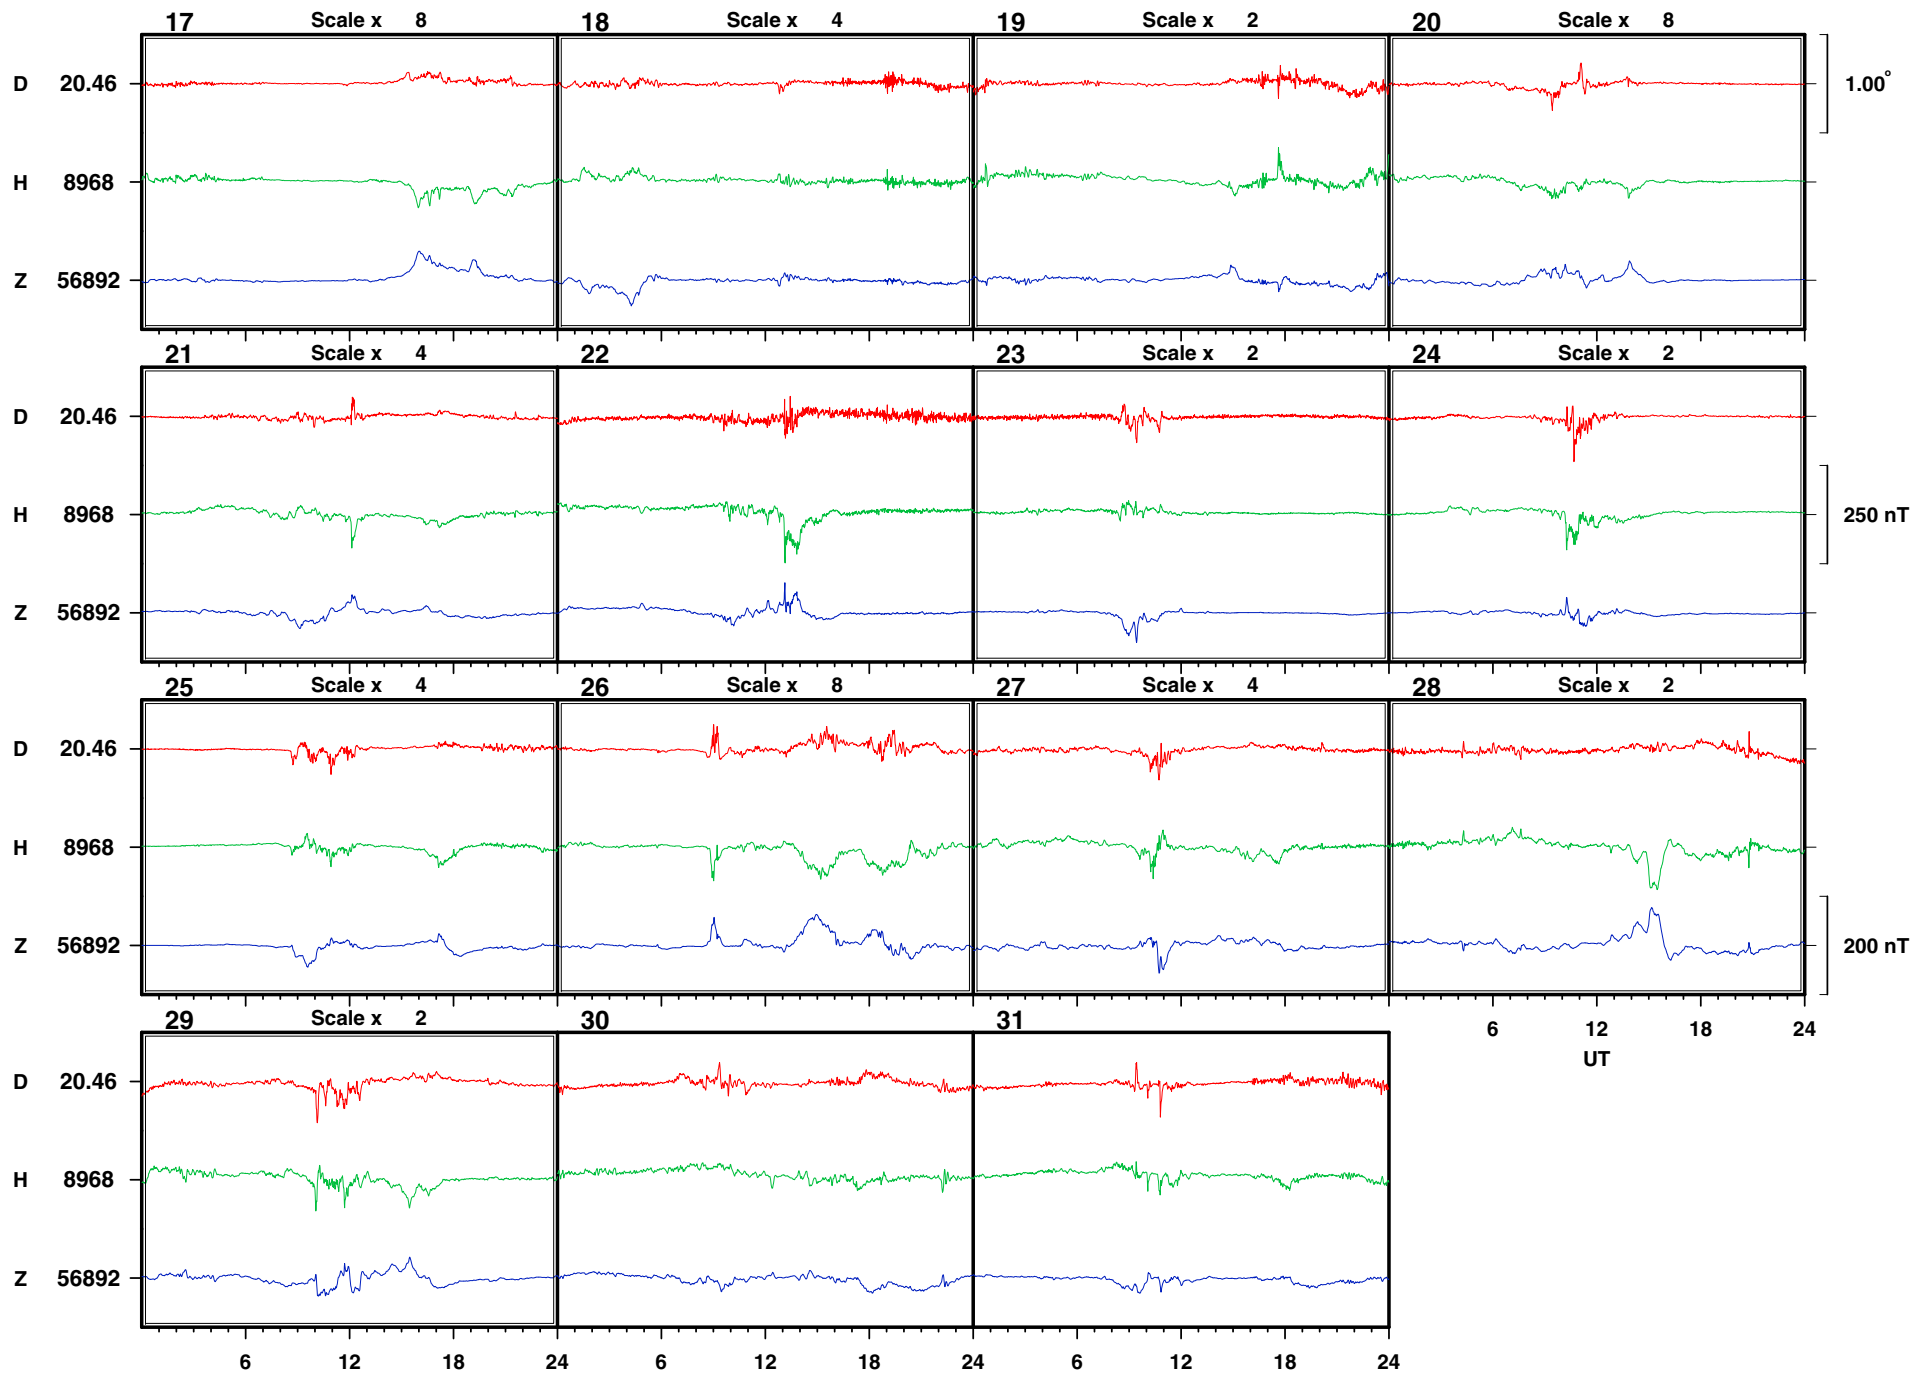 17 Scale x 8 18 Scale x 4 19 Scale x 2 20 Scale x 8
D 20.46 1.00°
H 8968
Z 56892
21 Scale x 4 22 23 Scale x 2 24 Scale x 2
D 20.46
H 8968 250 nT
Z 56892
25 Scale x 4 26 Scale x 8 27 Scale x 4 28 Scale x 2
D 20.46
H 8968
Z 56892 200 nT
29 Scale x 2 30 31 6 12 18 24
UT
D 20.46
H 8968
Z 56892
6 12 18 24 6 12 18 24 6 12 18 24